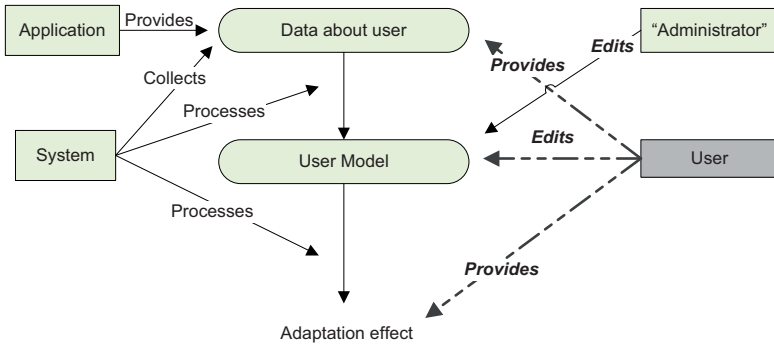 Application
Provides
Data about user
“Administrator”
Edits
Provides
Collects
Processes
System
User Model
Edits
User
Processes
Provides
Adaptation effect